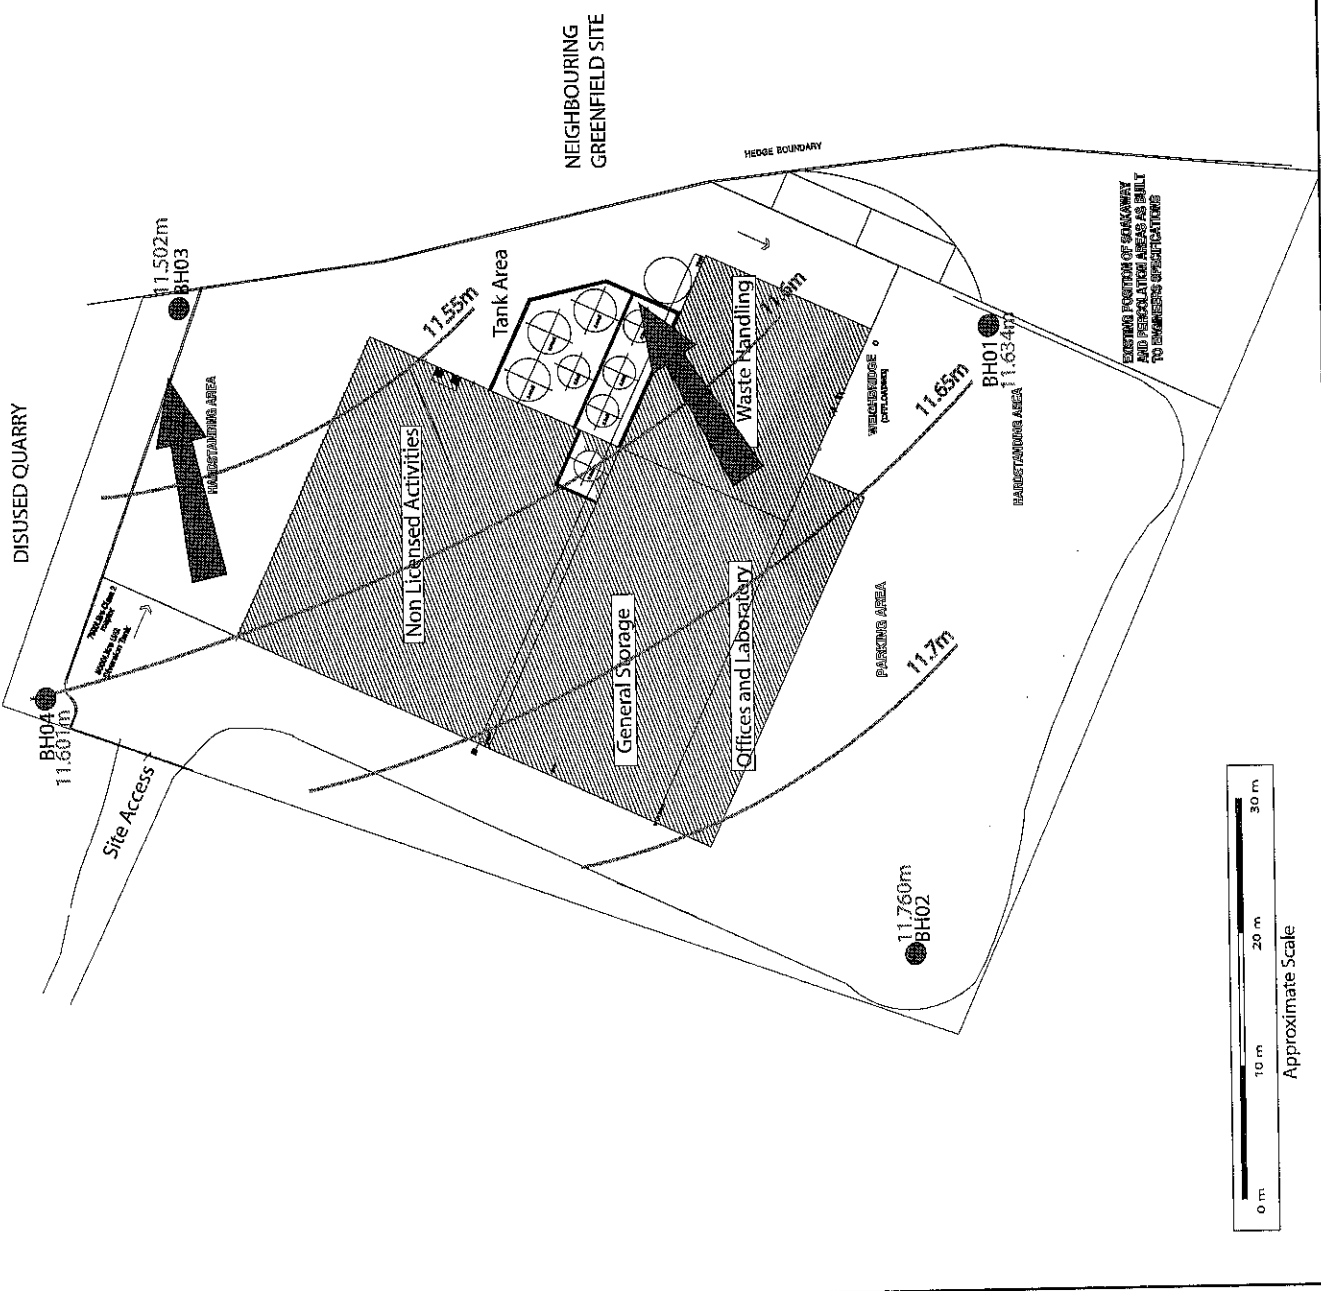 DISUSED QUARRY
NEIGHBOURING
GREENFIELD SITE
HEDGE BOUNDARY
11.502m
BH03
HARDSTANDING AREA
11.55m
Tank Area
Non Licensed Activities
BH04
11.601m
Site Access
11.6m
Waste Handling
WEIGHBRIDGE
General Storage
Offices and Laboratory
BH01
11.634m
11.65m
HARDSTANDING AREA
EXISTING POSITION OF SOAKAWAY
AND PERCOLATION AREAS AS BUILT
TO ENGINEERS SPECIFICATIONS
PARKING AREA
11.7m
11.760m
BH02
0 m
10 m
20 m
30 m
Approximate Scale